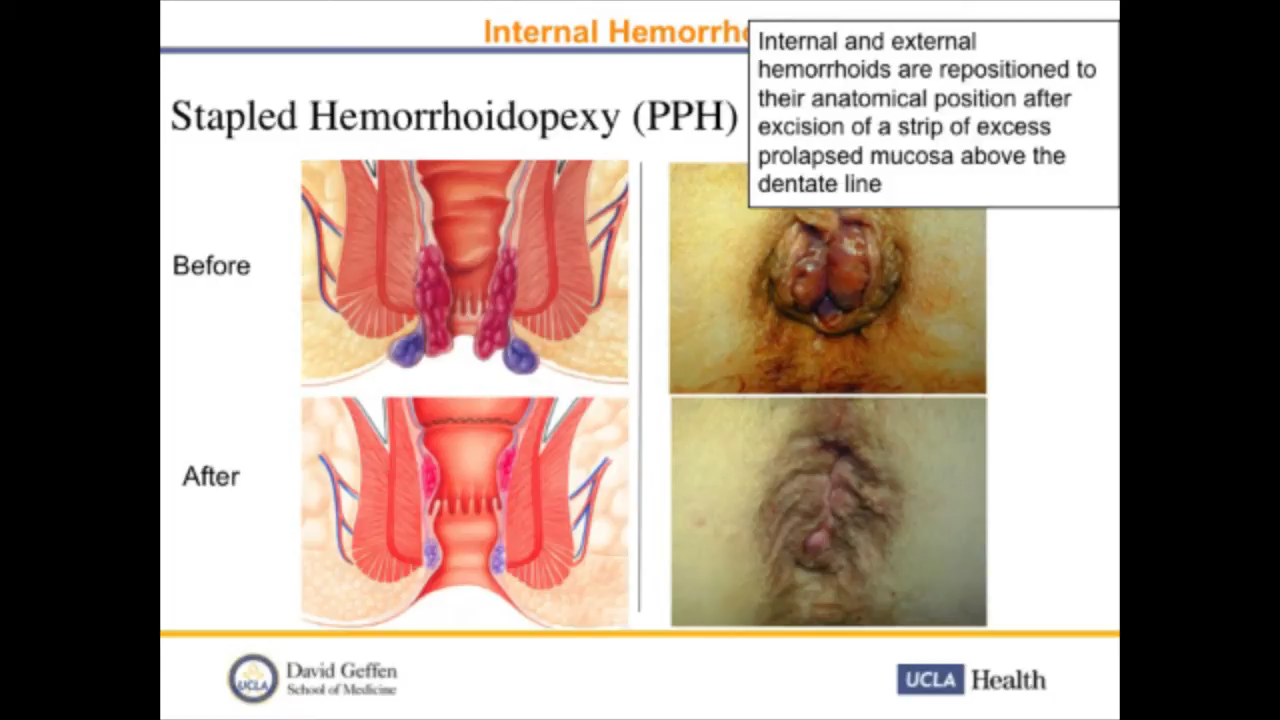 Internal Hemorrho
Internal and external
hemorrhoids are repositioned to
their anatomical position after
excision of a strip of excess
prolapsed mucosa above the
dentate line
Stapled Hemorrhoidopexy (PPH)
Before
After
UCLA
David Geffen
School of Medicine
UCLA Health